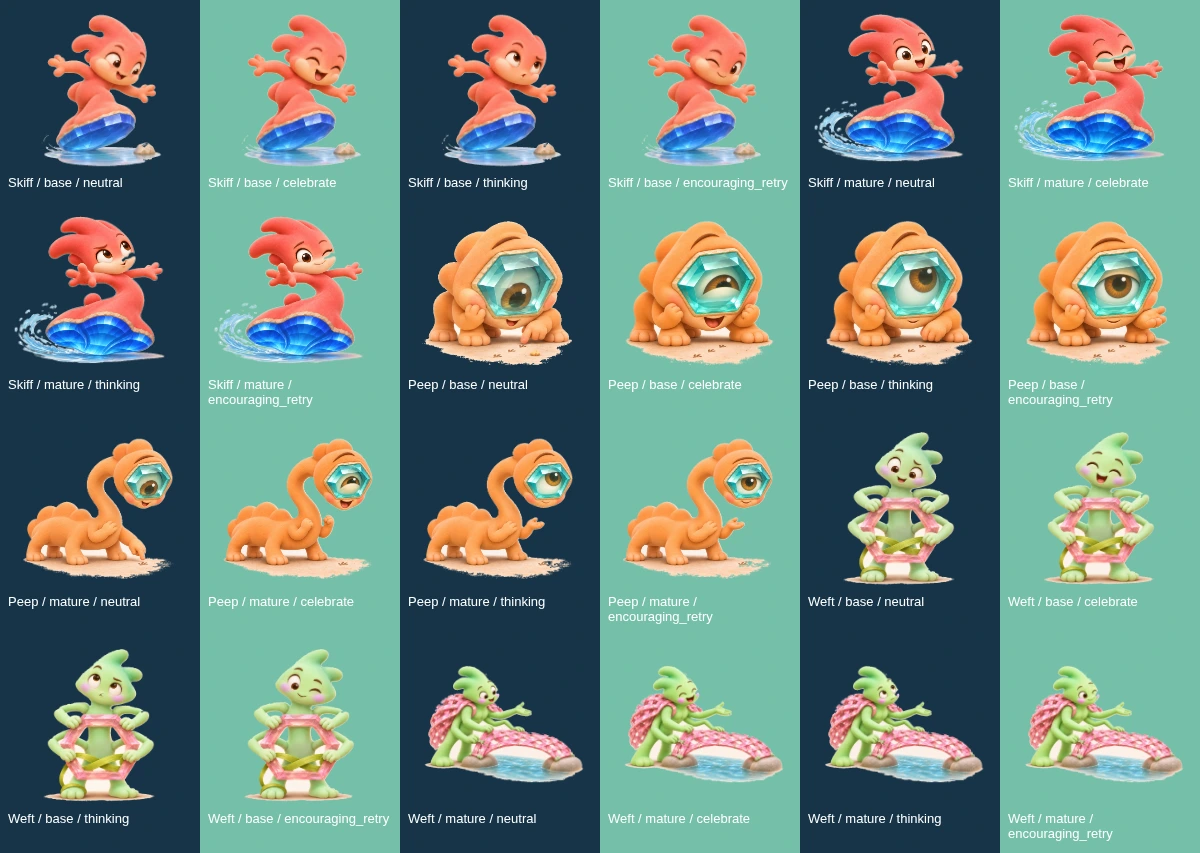 Skiff / base / neutral
Skiff / base / celebrate
Skiff / base / thinking
Skiff / base / encouraging_retry
Skiff / mature / neutral
Skiff / mature / celebrate
Skiff / mature / thinking
Skiff / mature /
encouraging_retry
Peep / base / neutral
Peep / base / celebrate
Peep / base / thinking
Peep / base /
encouraging_retry
Peep / mature / neutral
Peep / mature / celebrate
Peep / mature / thinking
Peep / mature /
encouraging_retry
Weft / base / neutral
Weft / base / celebrate
Weft / base / thinking
Weft / base / encouraging_retry
Weft / mature / neutral
Weft / mature / celebrate
Weft / mature / thinking
Weft / mature /
encouraging_retry